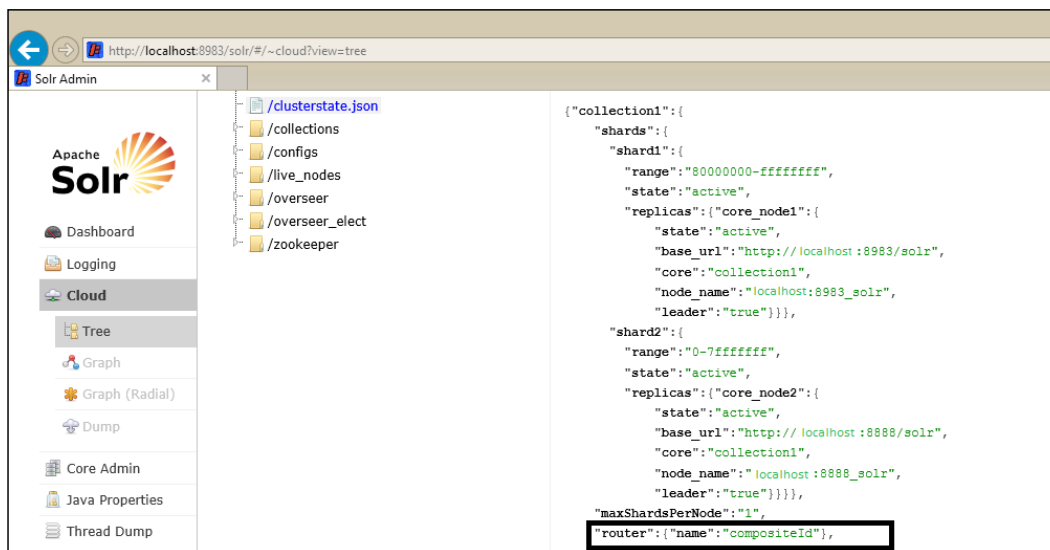 http://localhost:8983/solr/#/~cloud?view=tree
Solr Admin
Apache
Solr
Dashboard
Logging
Cloud
Tree
Graph
Graph (Radial)
Dump
Core Admin
Java Properties
Thread Dump
/clusterstate.json
/collections
/configs
/live_nodes
/overseer
/overseer_elect
/zookeeper
{"collection1":{
"shards":{
"shard1":{
"range":"80000000-ffffffff",
"state":"active",
"replicas":{"core_node1":{
"state":"active",
"base_url":"http://localhost:8983/solr",
"core":"collection1",
"node_name":"localhost:8983_solr",
"leader":"true"}}},
"shard2":{
"range":"0-7fffffff",
"state":"active",
"replicas":{"core_node2":{
"state":"active",
"base_url":"http:// localhost :8888/solr",
"core":"collection1",
"node_name":" localhost :8888_solr",
"leader":"true"}}}},
"maxShardsPerNode":"1",
"router":{"name":"compositeId"},